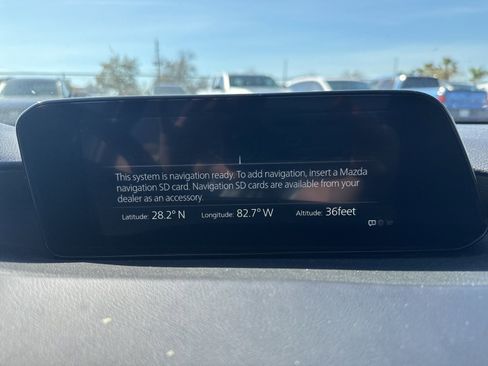 This system is navigation ready. To add navigation, insert a Mazda
navigation SD card. Navigation SD cards are available from your
dealer as an accessory.
Latitude: 28.2° N Longitude: 82.7° W Altitude: 36feet